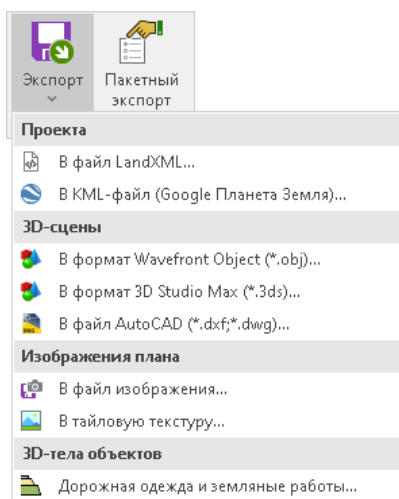 Экспорт
Пакетный
экспорт
Проекта
В файл LandXML...
В KML-файл (Google Планета Земля)...
3D-сцены
В формат Wavefront Object (*.obj)...
В формат 3D Studio Max (*.3ds)...
В файл AutoCAD (*.dxf;*.dwg)...
Изображения плана
В файл изображения...
В тайловую текстуру...
3D-тела объектов
Дорожная одежда и земляные работы...